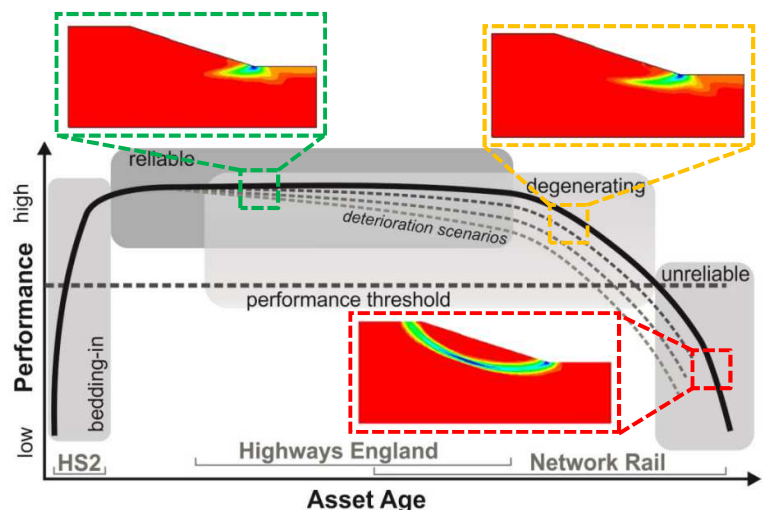 reliable
degenerating
high
deterioration scenarios
unreliable
performance threshold
Performance
bedding-in
low
Highways England
HS2
Network Rail
Asset Age